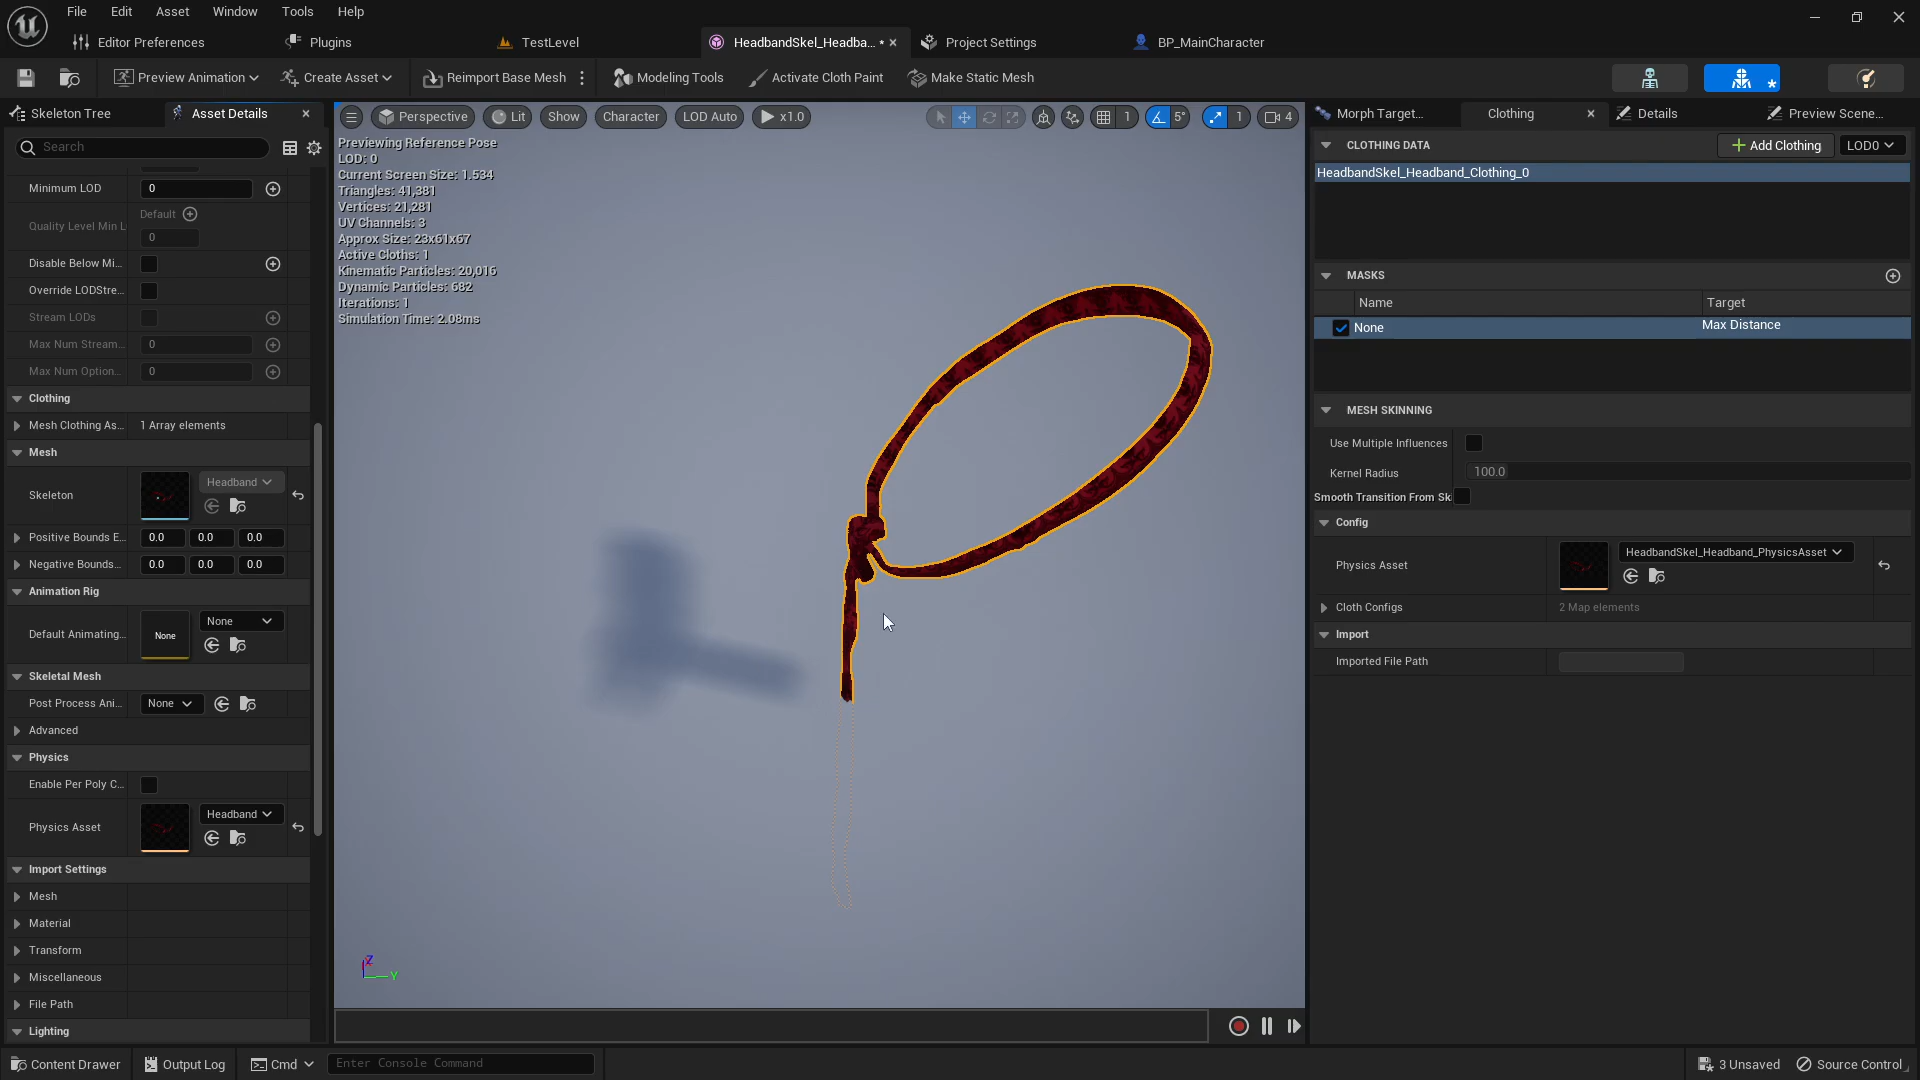 File Edit Asset Window Tools Help
Editor Preferences Plugins TestLevel HeadbandSkel_Headba... • Project Settings BP_MainCharacter
Preview Animation Create Asset Reimport Base Mesh Modeling Tools Activate Cloth Paint Make Static Mesh
Skeleton Tree Asset Details
Search
Minimum LOD 0
Default
Quality Level Min L
0
Disable Below Mi...
Override LODStre...
Stream LODs
Max Num Stream... 0
Max Num Option... 0
Clothing
Mesh Clothing As... 1 Array elements
Mesh
Skeleton Headband
Positive Bounds E... 0.0 0.0 0.0
Negative Bounds... 0.0 0.0 0.0
Animation Rig
Default Animating... None None
Skeletal Mesh
Post Process Ani... None
Advanced
Physics
Enable Per Poly C...
Physics Asset Headband
Import Settings
Mesh
Material
Transform
Miscellaneous
File Path
Lighting
Perspective Lit Show Character LOD Auto x1.0 1 5° 1 4
Previewing Reference Pose
LOD: 0
Current Screen Size: 1.534
Triangles: 41,381
Vertices: 21,281
UV Channels: 3
Approx Size: 23x61x67
Active Cloths: 1
Kinematic Particles: 20,016
Dynamic Particles: 682
Iterations: 1
Simulation Time: 2.08ms
Z
Y
Morph Target... Clothing Details Preview Scene...
CLOTHING DATA Add Clothing LOD0
HeadbandSkel_Headband_Clothing_0
MASKS
Name Target
None Max Distance
MESH SKINNING
Use Multiple Influences
Kernel Radius 100.0
Smooth Transition From Sk
Config
Physics Asset HeadbandSkel_Headband_PhysicsAsset
Cloth Configs 2 Map elements
Import
Imported File Path
Content Drawer Output Log Cmd Enter Console Command 3 Unsaved Source Control